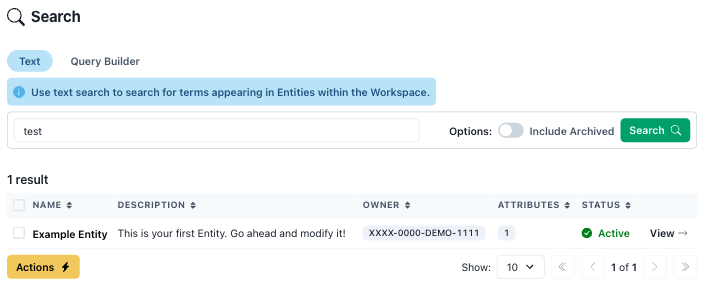 Search
Text Query Builder
Use text search to search for terms appearing in Entities within the Workspace.
test Options: Include Archived Search
1 result
NAME DESCRIPTION OWNER ATTRIBUTES STATUS
Example Entity This is your first Entity. Go ahead and modify it! XXXX-0000-DEMO-1111 1 Active View
Actions Show: 10 1 of 1